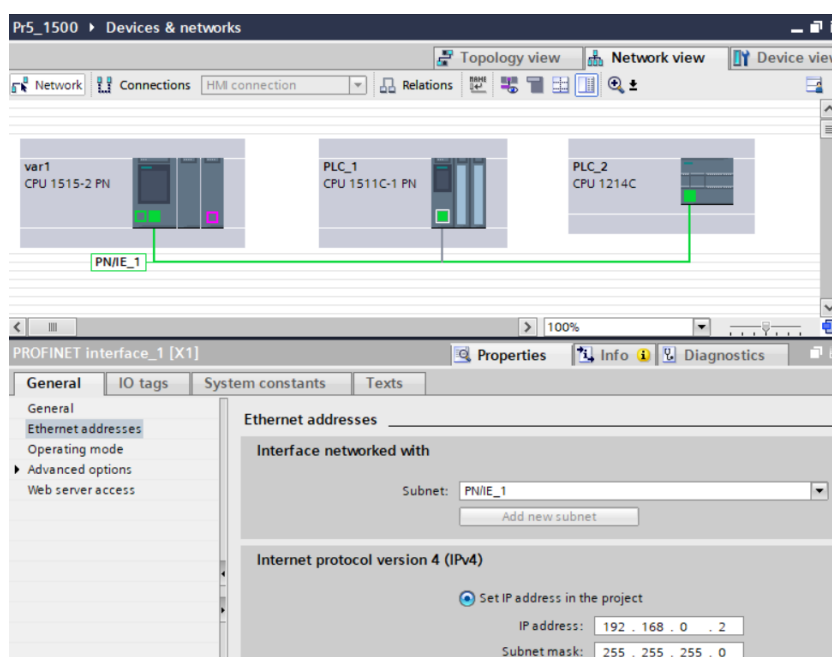 Pr5_1500 Devices & networks
Topology view Network view Device view
Network Connections HMI connection Relations
var1 PLC_1 PLC_2
CPU 1515-2 PN CPU 1511C-1 PN CPU 1214C
PN/IE_1
100%
PROFINET interface_1 [X1] Properties Info Diagnostics
General IO tags System constants Texts
General
Ethernet addresses
Operating mode
Advanced options
Web server access
Ethernet addresses
Interface networked with
Subnet: PN/IE_1
Add new subnet
Internet protocol version 4 (IPv4)
Set IP address in the project
IP address: 192 . 168 . 0 . 2
Subnet mask: 255 . 255 . 255 . 0